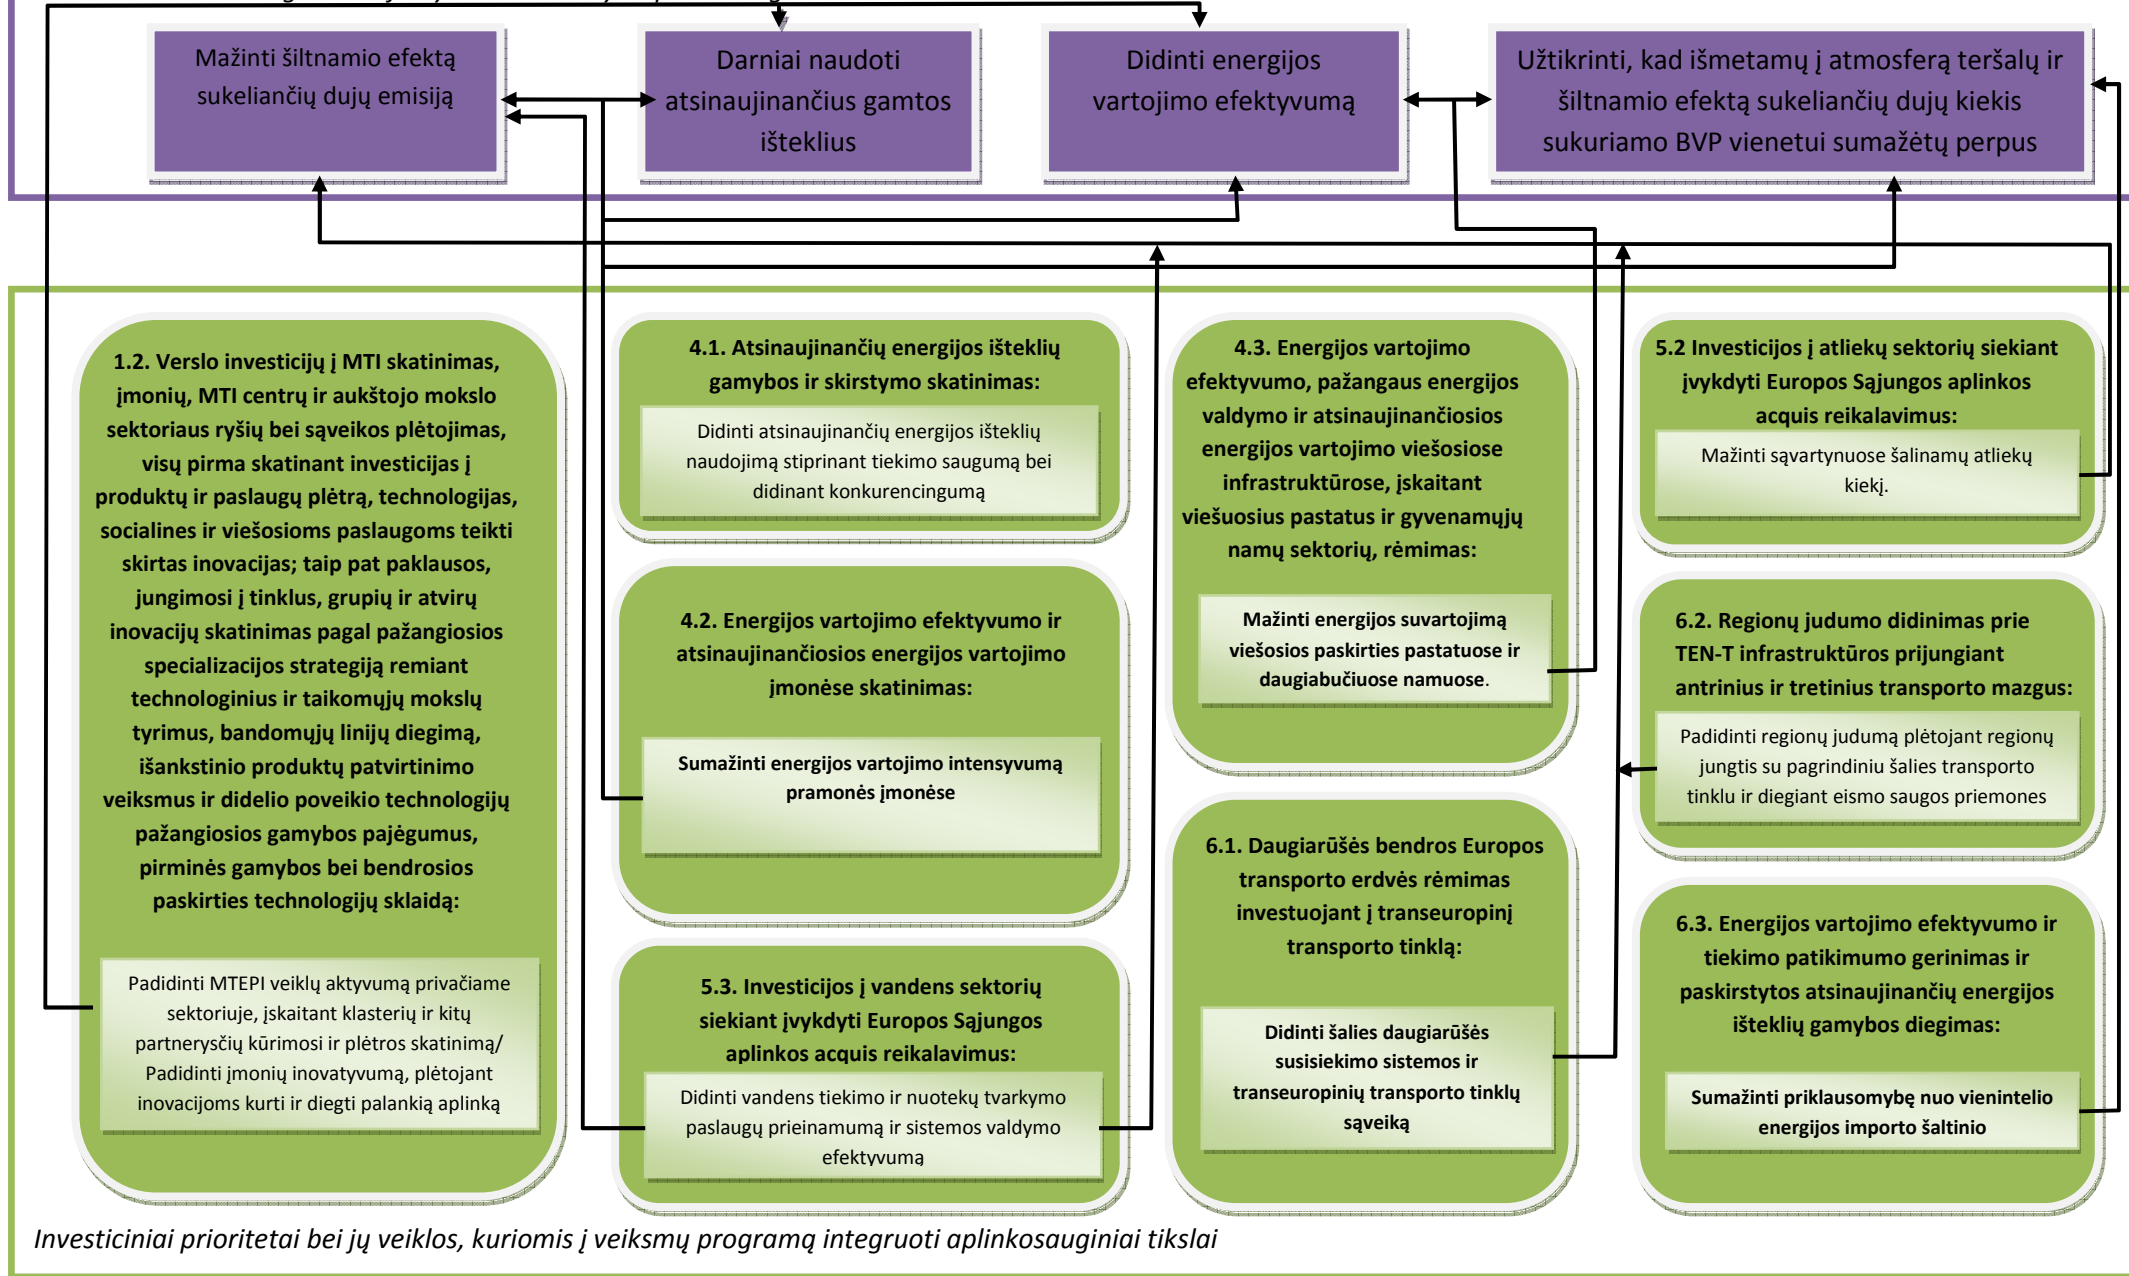 Mažinti šiltnamio efektą
sukeliančių dujų emisiją
Darniai naudoti
atsinaujinančius gamtos
išteklius
Didinti energijos
vartojimo efektyvumą
Užtikrinti, kad išmetamų į atmosferą teršalų ir
šiltnamio efektą sukeliančių dujų kiekis
sukuriamo BVP vienetui sumažėtų perpus
1.2. Verslo investicijų į MTI skatinimas,
įmonių, MTI centrų ir aukštojo mokslo
sektoriaus ryšių bei sąveikos plėtojimas,
visų pirma skatinant investicijas į
produktų ir paslaugų plėtrą, technologijas,
socialines ir viešosioms paslaugoms teikti
skirtas inovacijas; taip pat paklausos,
jungimosi į tinklus, grupių ir atvirų
inovacijų skatinimas pagal pažangiosios
specializacijos strategiją remiant
technologinius ir taikomųjų mokslų
tyrimus, bandomųjų linijų diegimą,
išankstinio produktų patvirtinimo
veiksmus ir didelio poveikio technologijų
pažangiosios gamybos pajėgumus,
pirminės gamybos bei bendrosios
paskirties technologijų sklaidą:
Padidinti MTEPI veiklų aktyvumą privačiame
sektoriuje, įskaitant klasterių ir kitų
partnerysčių kūrimosi ir plėtros skatinimą/
Padidinti įmonių inovatyvumą, plėtojant
inovacijoms kurti ir diegti palankią aplinką
4.1. Atsinaujinančių energijos išteklių
gamybos ir skirstymo skatinimas:
Didinti atsinaujinančių energijos išteklių
naudojimą stiprinant tiekimo saugumą bei
didinant konkurencingumą
4.2. Energijos vartojimo efektyvumo ir
atsinaujinančiosios energijos vartojimo
įmonėse skatinimas:
Sumažinti energijos vartojimo intensyvumą
pramonės įmonėse
5.3. Investicijos į vandens sektorių
siekiant įvykdyti Europos Sąjungos
aplinkos acquis reikalavimus:
Didinti vandens tiekimo ir nuotekų tvarkymo
paslaugų prieinamumą ir sistemos valdymo
efektyvumą
4.3. Energijos vartojimo
efektyvumo, pažangaus energijos
valdymo ir atsinaujinančiosios
energijos vartojimo viešosiose
infrastruktūrose, įskaitant
viešuosius pastatus ir gyvenamųjų
namų sektorių, rėmimas:
Mažinti energijos suvartojimą
viešosios paskirties pastatuose ir
daugiabučiuose namuose.
6.1. Daugiarūšės bendros Europos
transporto erdvės rėmimas
investuojant į transeuropinį
transporto tinklą:
Didinti šalies daugiarūšės
susisiekimo sistemos ir
transeuropinių transporto tinklų
sąveiką
5.2 Investicijos į atliekų sektorių siekiant
įvykdyti Europos Sąjungos aplinkos
acquis reikalavimus:
Mažinti sąvartynuose šalinamų atliekų
kiekį.
6.2. Regionų judumo didinimas prie
TEN-T infrastruktūros prijungiant
antrinius ir tretinius transporto mazgus:
Padidinti regionų judumą plėtojant regionų
jungtis su pagrindiniu šalies transporto
tinklu ir diegiant eismo saugos priemones
6.3. Energijos vartojimo efektyvumo ir
tiekimo patikimumo gerinimas ir
paskirstytos atsinaujinančių energijos
išteklių gamybos diegimas:
Sumažinti priklausomybę nuo vienintelio
energijos importo šaltinio
Investiciniai prioritetai bei jų veiklos, kuriomis į veiksmų programą integruoti aplinkosauginiai tikslai